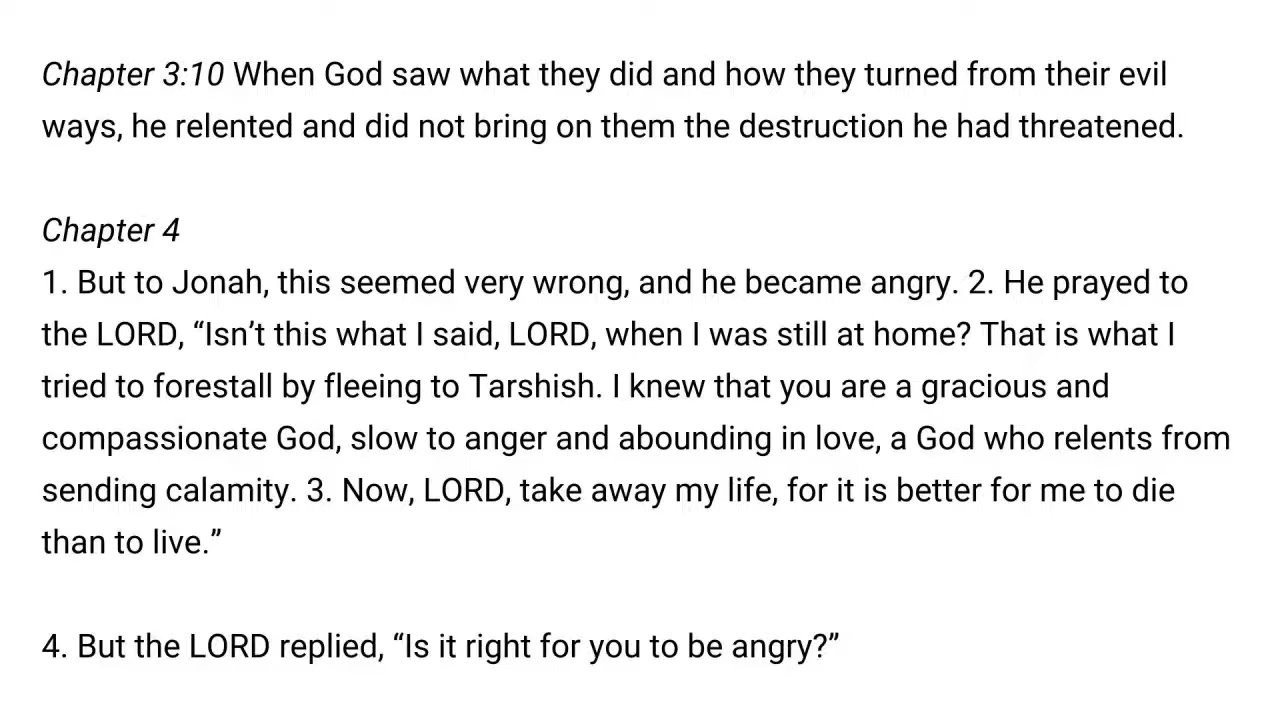 Chapter 3:10 When God saw what they did and how they turned from their evil
ways, he relented and did not bring on them the destruction he had threatened.
Chapter 4
1. But to Jonah, this seemed very wrong, and he became angry. 2. He prayed to
the LORD, “Isn’t this what I said, LORD, when I was still at home? That is what I
tried to forestall by fleeing to Tarshish. I knew that you are a gracious and
compassionate God, slow to anger and abounding in love, a God who relents from
sending calamity. 3. Now, LORD, take away my life, for it is better for me to die
than to live.”
4. But the LORD replied, “Is it right for you to be angry?”